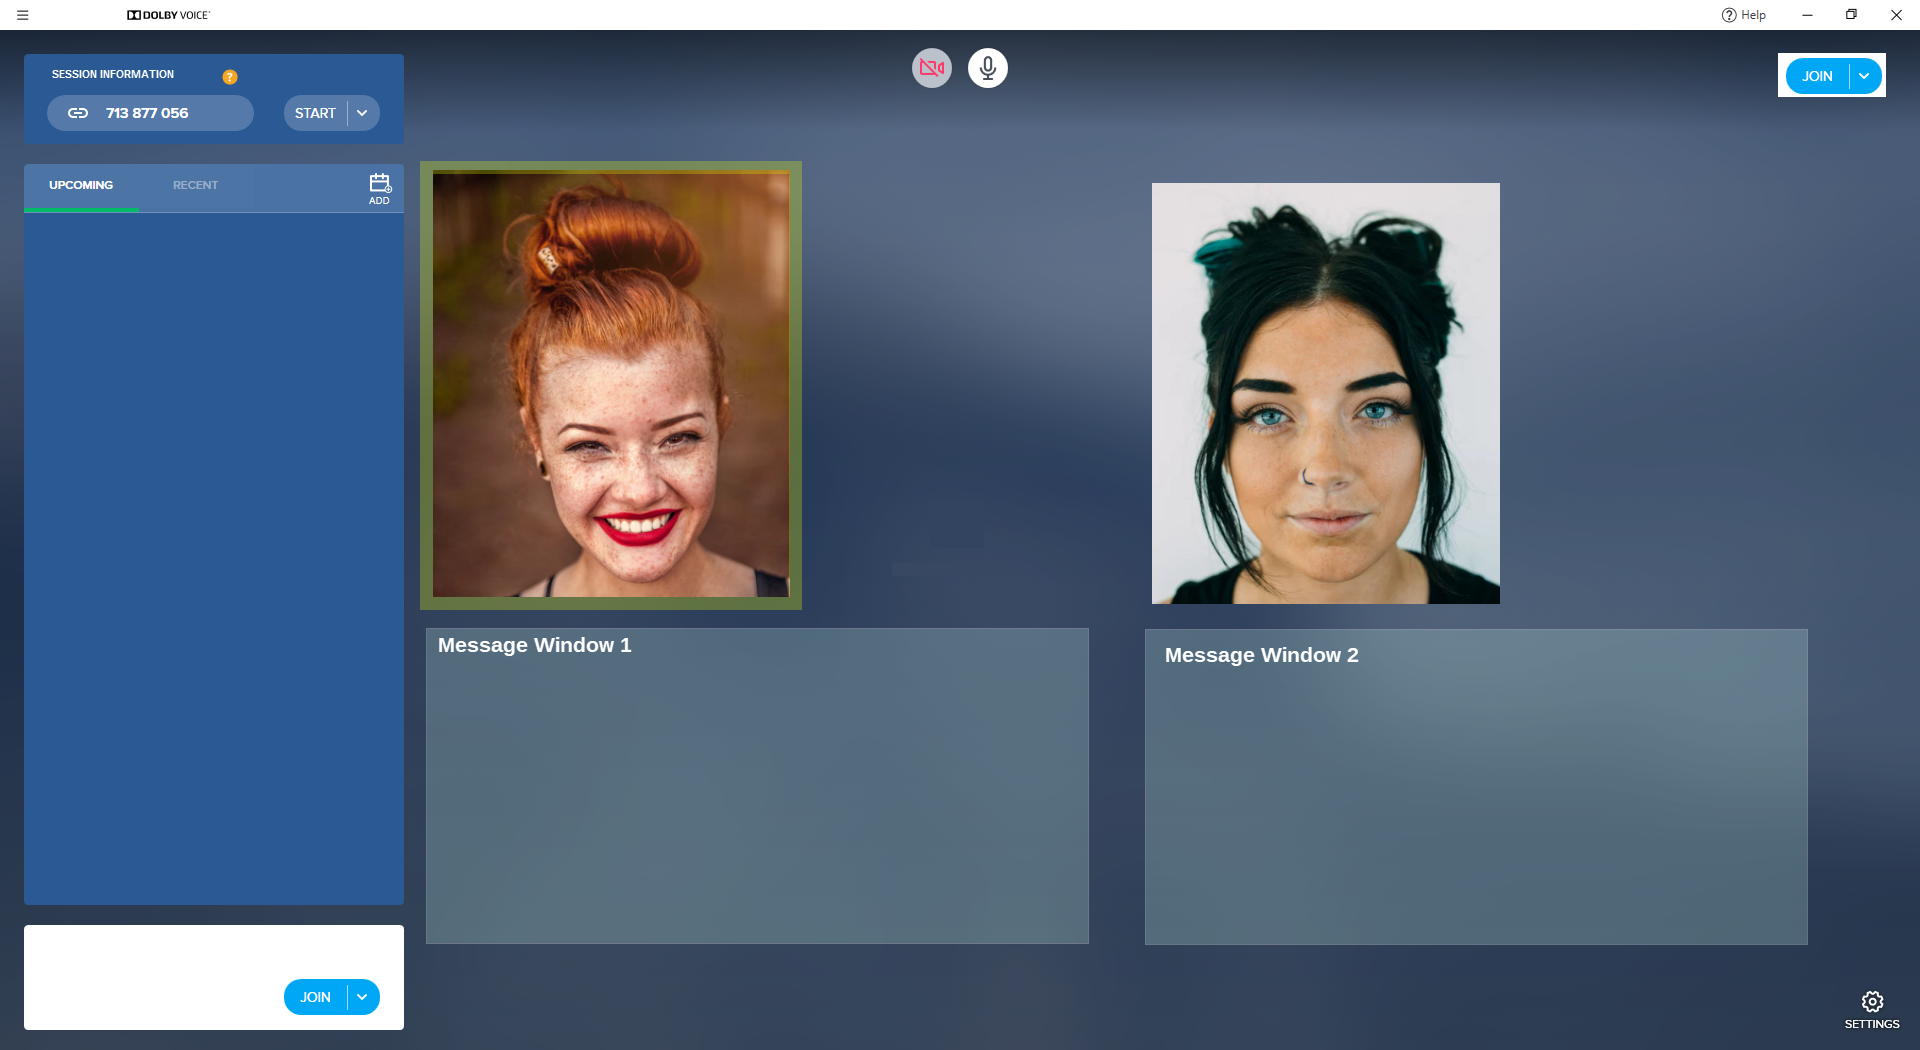 DOLBY VOICE
Help
SESSION INFORMATION
?
713 877 056
START
JOIN
UPCOMING
RECENT
ADD
Message Window 1
Message Window 2
JOIN
SETTINGS